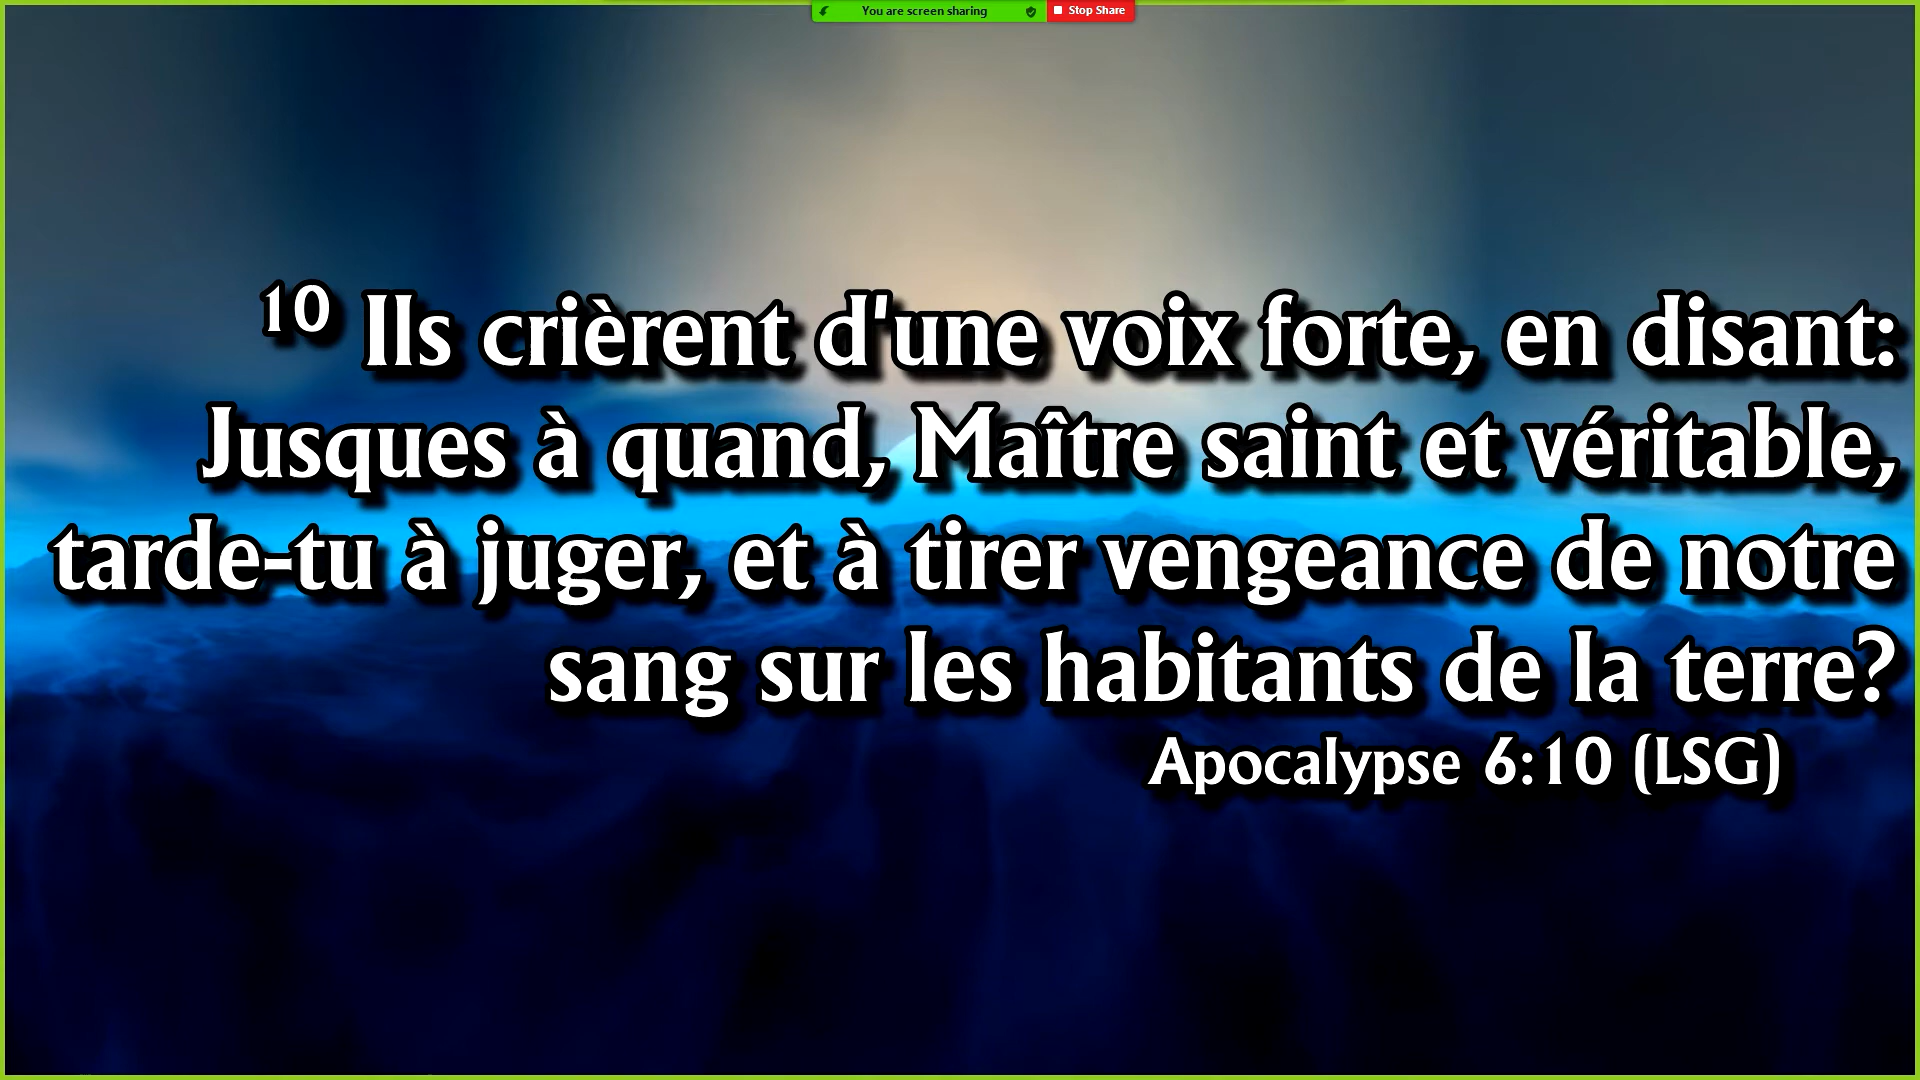 You are screen sharing Stop Share
10 Ils crièrent d'une voix forte, en disant:
Jusques à quand, Maître saint et véritable,
tarde-tu à juger, et à tirer vengeance de notre
sang sur les habitants de la terre?
Apocalypse 6:10 (LSG)